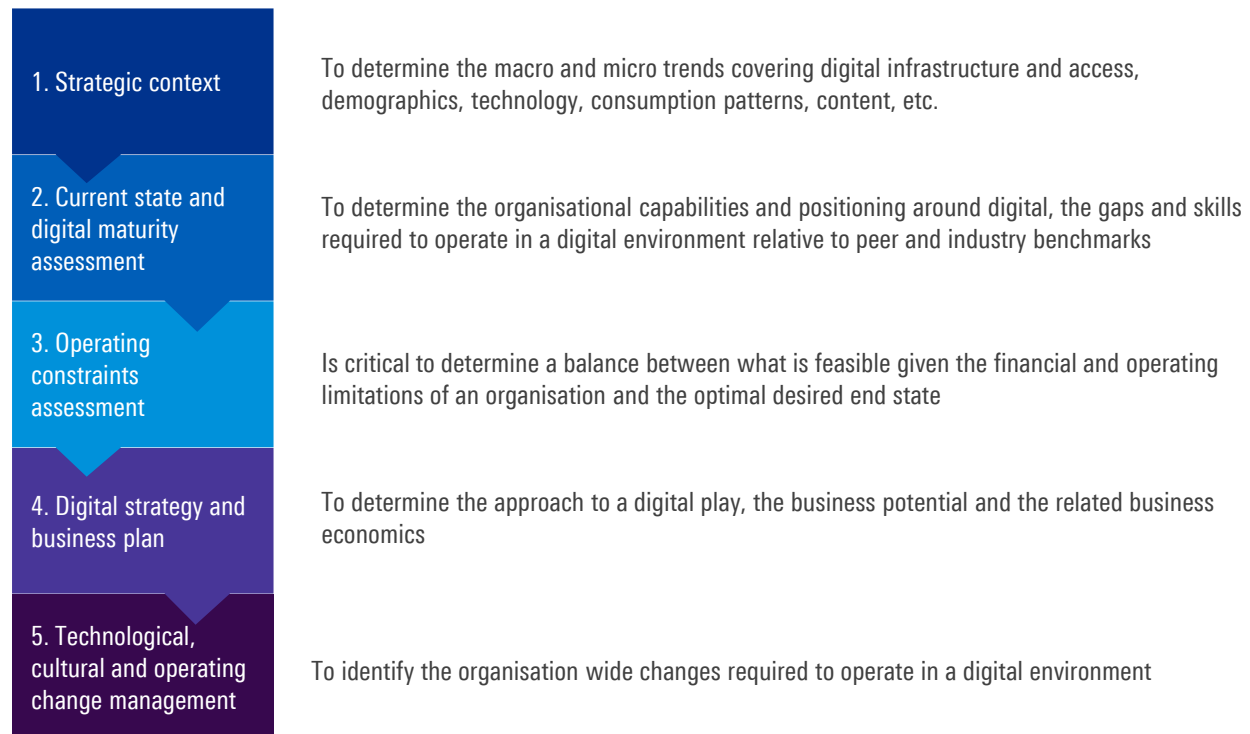 1. Strategic context
To determine the macro and micro trends covering digital infrastructure and access,
demographics, technology, consumption patterns, content, etc.
2. Current state and
digital maturity
assessment
To determine the organisational capabilities and positioning around digital, the gaps and skills
required to operate in a digital environment relative to peer and industry benchmarks
3. Operating
constraints
assessment
Is critical to determine a balance between what is feasible given the financial and operating
limitations of an organisation and the optimal desired end state
4. Digital strategy and
business plan
To determine the approach to a digital play, the business potential and the related business
economics
5. Technological,
cultural and operating
change management
To identify the organisation wide changes required to operate in a digital environment